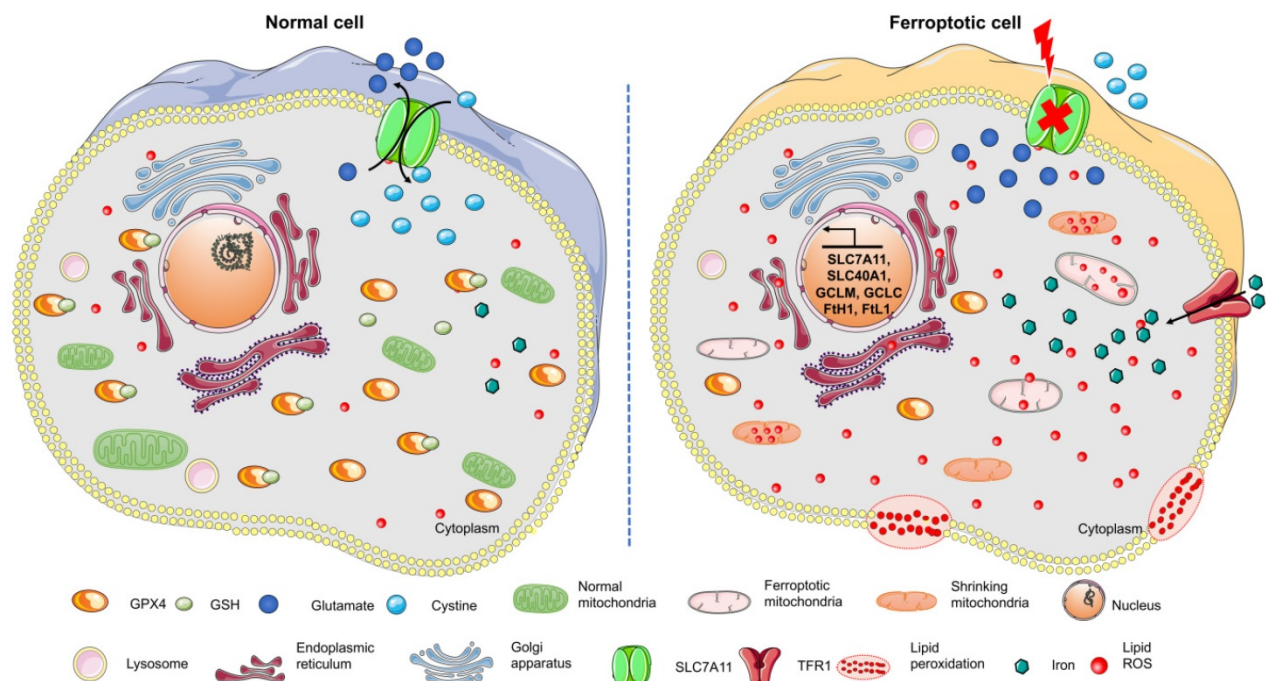 Normal cell
Ferroptotic cell
SLC7A11,
SLC40A1,
GCLM, GCLC
FtH1, FtL1,
Cytoplasm
Cytoplasm
GPX4
GSH
Glutamate
Cystine
Normal
mitochondria
Ferroptotic
mitochondria
Shrinking
mitochondria
Nucleus
Lysosome
Endoplasmic
reticulum
Golgi
apparatus
SLC7A11
TFR1
Lipid
peroxidation
Iron
Lipid
ROS